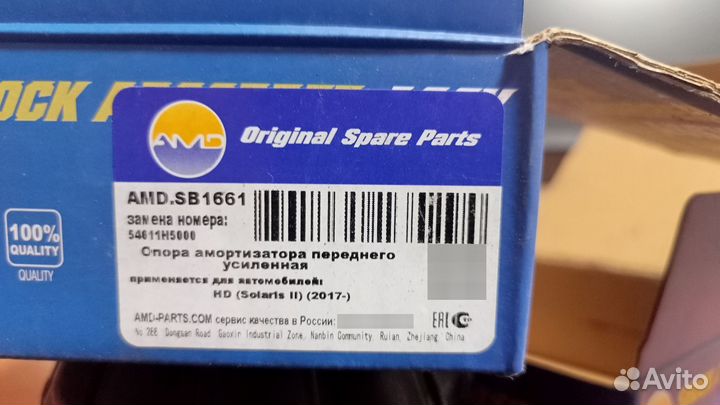 AMD
Original Spare Parts
AMD.SB1661
замена номера:
54611H5000
Опора амортизатора переднего
усиленная
применяется для автомобилей:
HD (Solaris II) (2017-)
AMD-PARTS.COM сервис качества в России:
No.288 Dongsan Road, Gaoxin Industrial Zone, Nanbin Community, Ruian, Zhejiang, China
EAC
100%
QUALITY
QUALITY
Avito